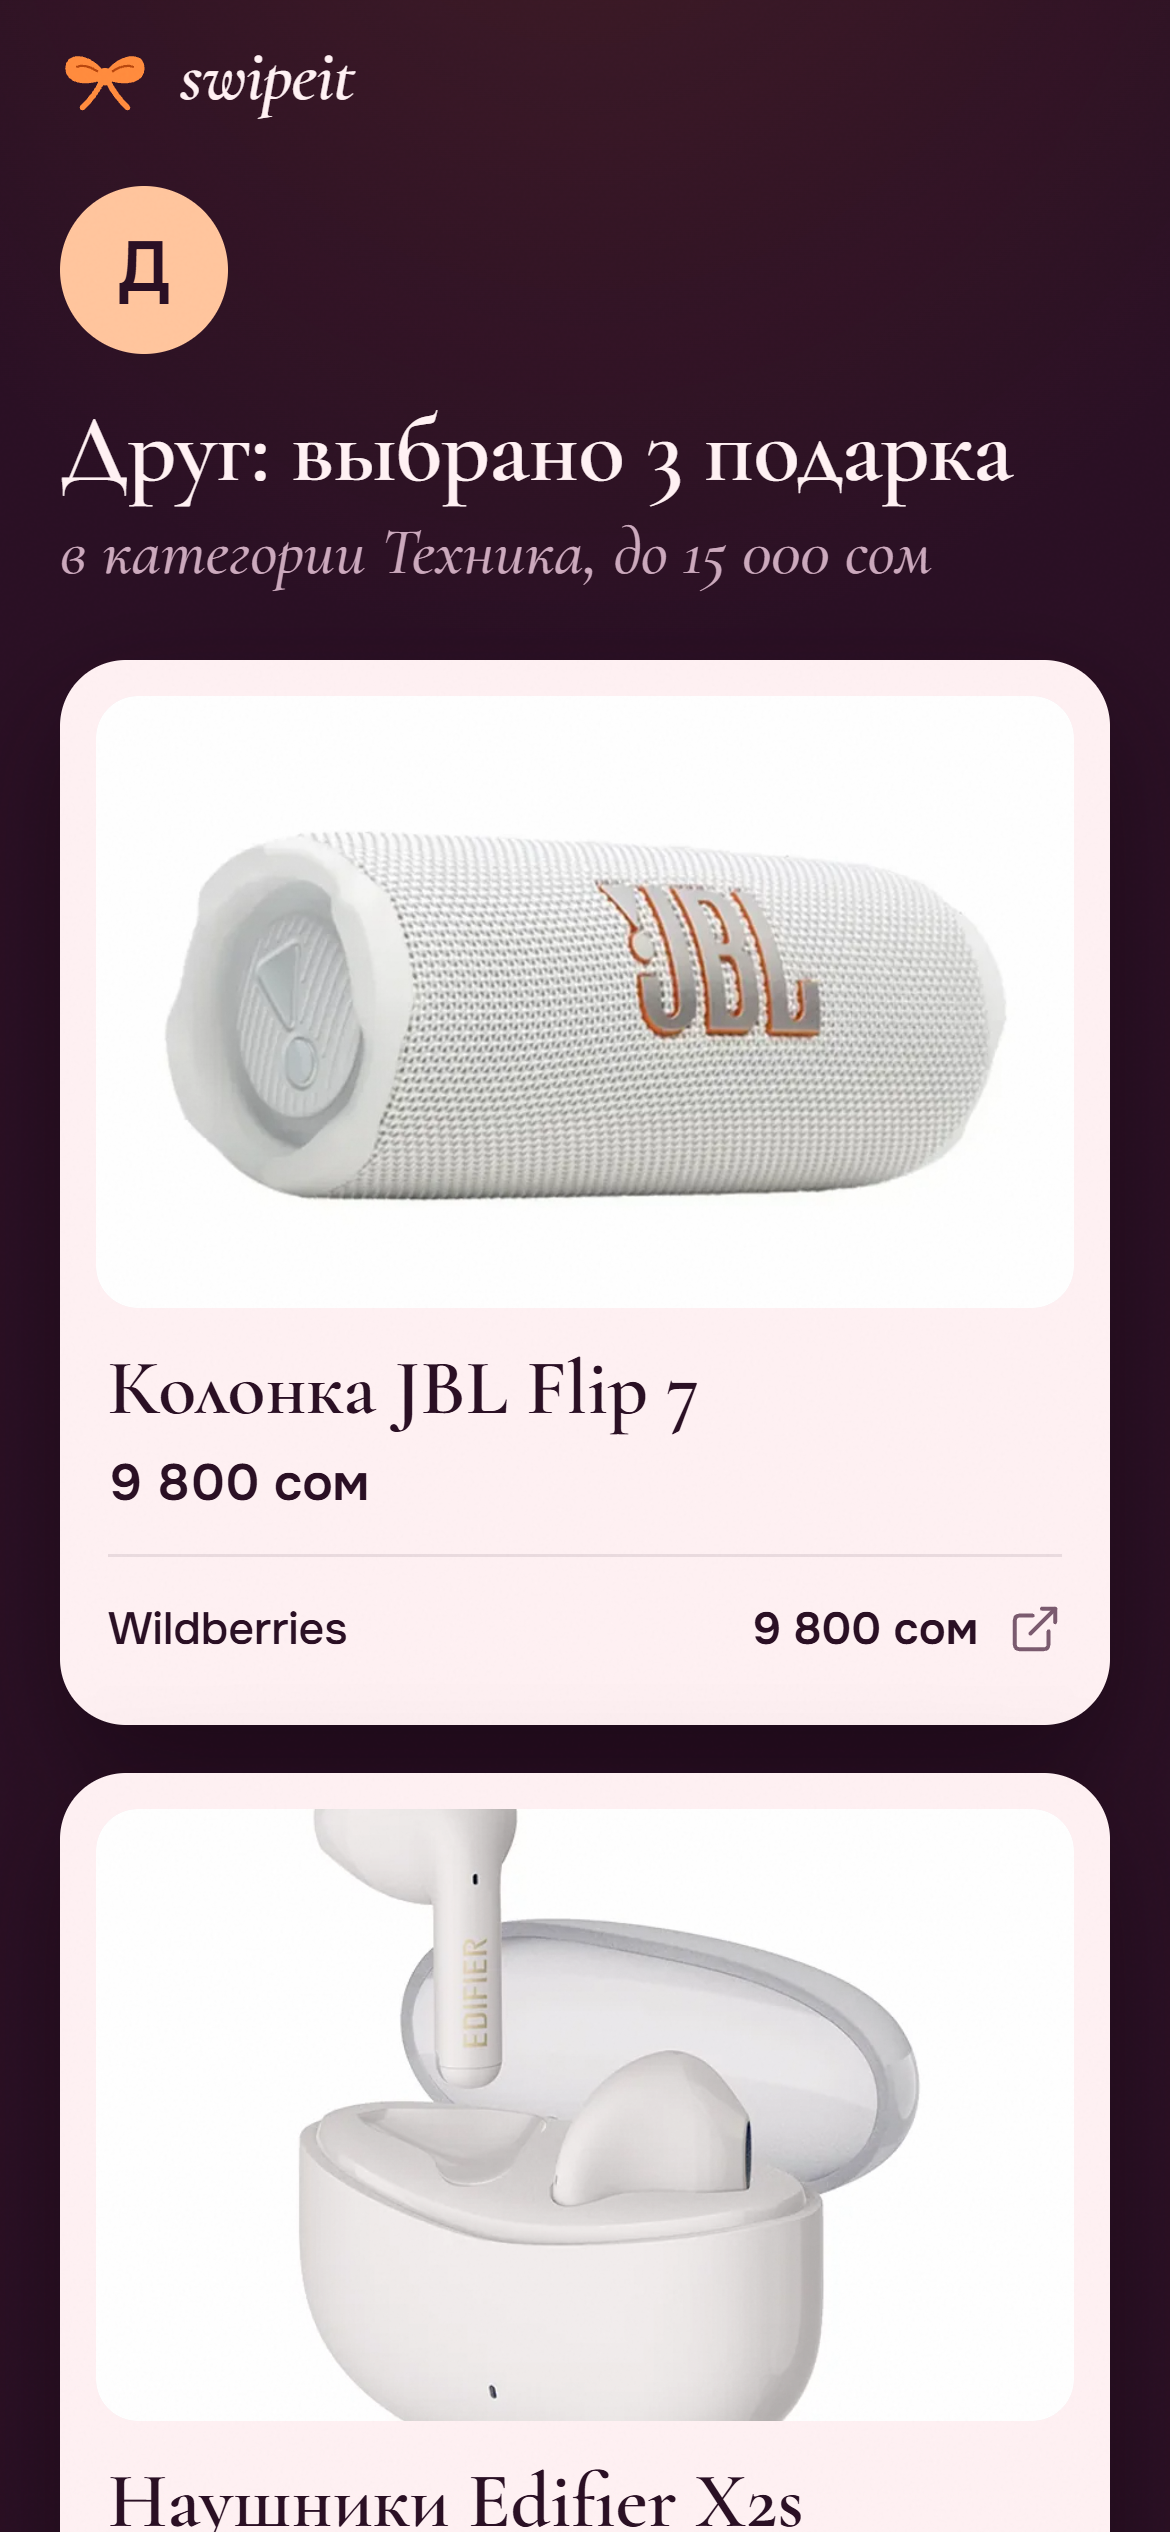 swipeit
Д
Друг: выбрано 3 подарка
в категории Техника, до 15 000 сом
JBL
Колонка JBL Flip 7
9 800 сом
Wildberries 9 800 сом
EDIFIER
Наушники Edifier X2s